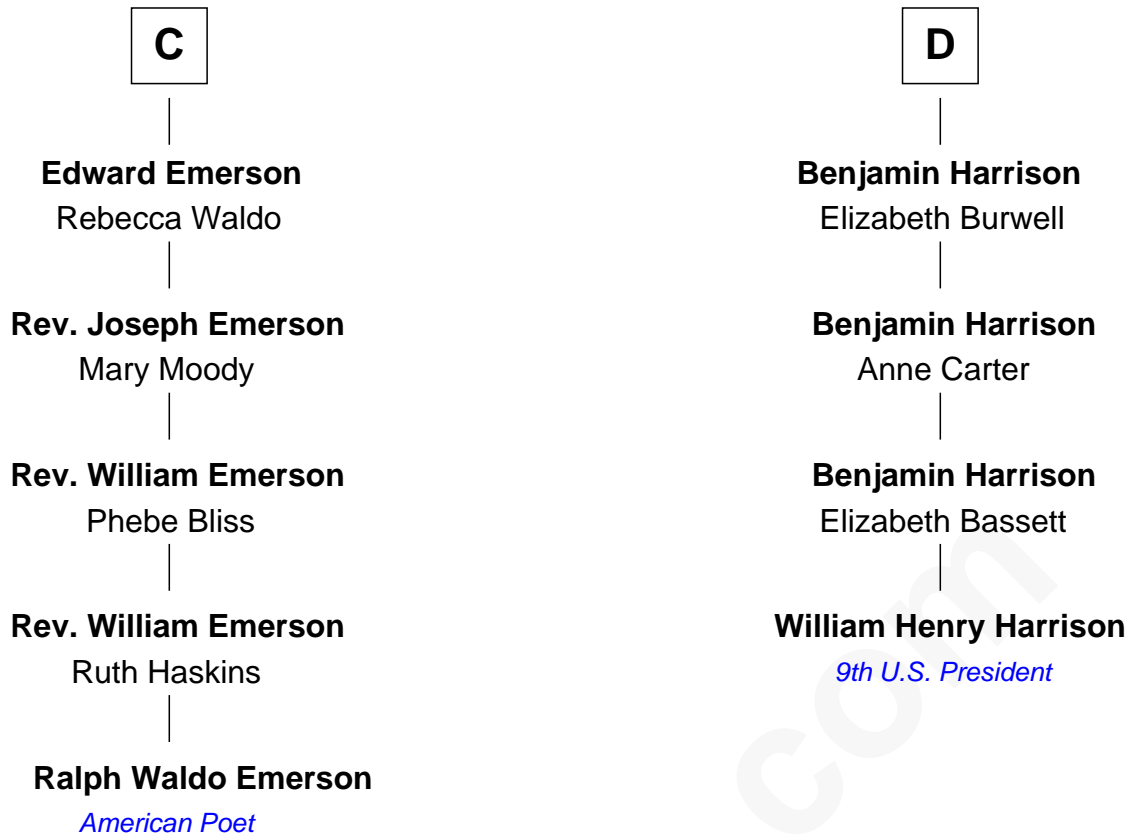 C
Edward Emerson
Rebecca Waldo
Rev. Joseph Emerson
Mary Moody
Rev. William Emerson
Phebe Bliss
Rev. William Emerson
Ruth Haskins
Ralph Waldo Emerson
American Poet
D
Benjamin Harrison
Elizabeth Burwell
Benjamin Harrison
Anne Carter
Benjamin Harrison
Elizabeth Bassett
William Henry Harrison
9th U.S. President
com